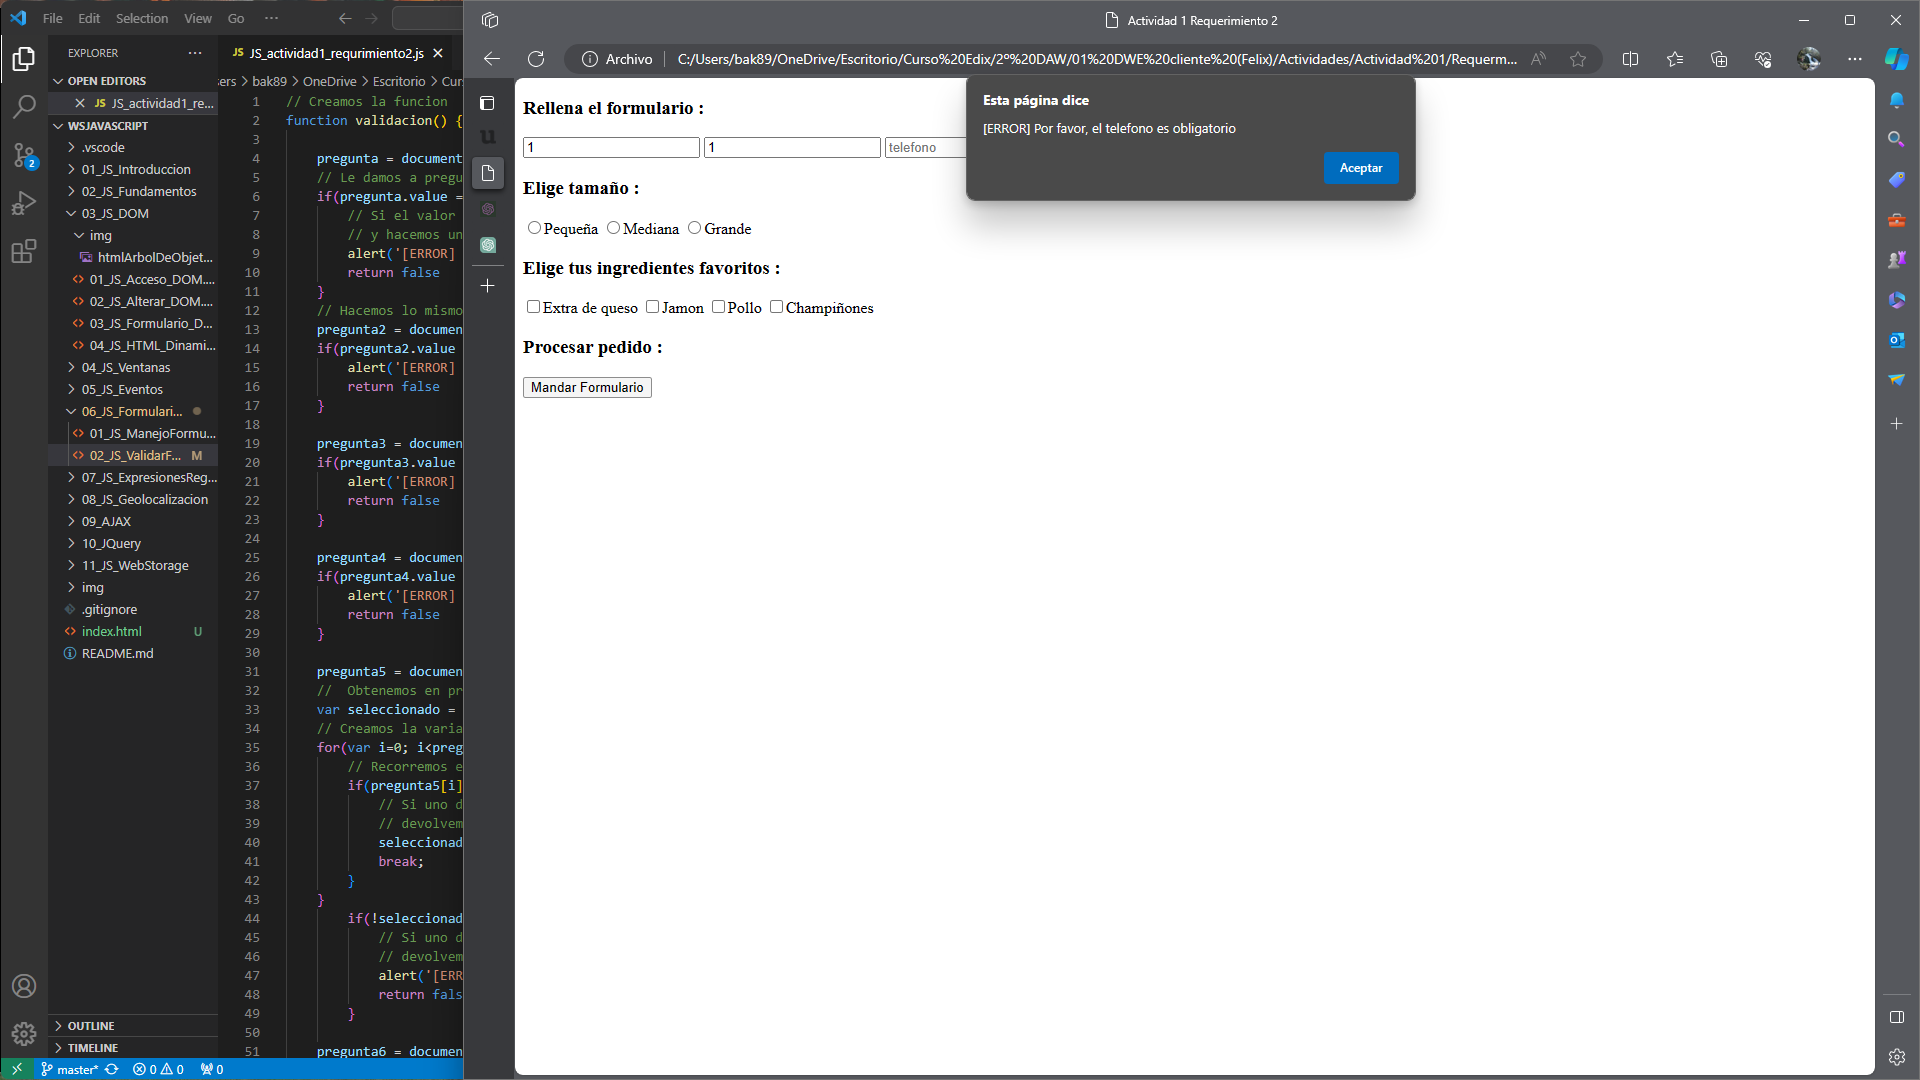 File Edit Selection View Go ···
EXPLORER ···
OPEN EDITORS
JS JS_actividad1_re...
WSJAVASCRIPT
.vscode
01_JS_Introduccion
02_JS_Fundamentos
03_JS_DOM
img
htmlArbolDeObjet...
01_JS_Acceso_DOM....
02_JS_Alterar_DOM....
03_JS_Formulario_D...
04_JS_HTML_Dinami...
04_JS_Ventanas
05_JS_Eventos
06_JS_Formulari...
01_JS_ManejoFormu...
02_JS_ValidarF... M
07_JS_ExpresionesReg...
08_JS_Geolocalizacion
09_AJAX
10_JQuery
11_JS_WebStorage
img
.gitignore
index.html U
README.md
OUTLINE
TIMELINE
2
master* 0 0 0
JS JS_actividad1_requrimiento2.js
ers > bak89 > OneDrive > Escritorio > Cur
1 // Creamos la funcion
2 function validacion() {
3
4 pregunta = document
5 // Le damos a pregu
6 if(pregunta.value =
7 // Si el valor
8 // y hacemos un
9 alert('[ERROR]
10 return false
11 }
12 // Hacemos lo mismo
13 pregunta2 = documen
14 if(pregunta2.value
15 alert('[ERROR]
16 return false
17 }
18
19 pregunta3 = documen
20 if(pregunta3.value
21 alert('[ERROR]
22 return false
23 }
24
25 pregunta4 = documen
26 if(pregunta4.value
27 alert('[ERROR]
28 return false
29 }
30
31 pregunta5 = documen
32 //  Obtenemos en pr
33 var seleccionado =
34 // Creamos la varia
35 for(var i=0; i<preg
36 // Recorremos e
37 if(pregunta5[i]
38 // Si uno d
39 // devolvem
40 seleccionad
41 break;
42 }
43 }
44 if(!seleccionad
45 // Si uno d
46 // devolvem
47 alert('[ERR
48 return fals
49 }
50
51 pregunta6 = documen
Actividad 1 Requerimiento 2
Archivo C:/Users/bak89/OneDrive/Escritorio/Curso%20Edix/2º%20DAW/01%20DWE%20cliente%20(Felix)/Actividades/Actividad%201/Requerm...
u
Esta página dice
[ERROR] Por favor, el telefono es obligatorio
Aceptar
Rellena el formulario :
1 1 telefono
Elige tamaño :
Pequeña Mediana Grande
Elige tus ingredientes favoritos :
Extra de queso Jamon Pollo Champiñones
Procesar pedido :
Mandar Formulario